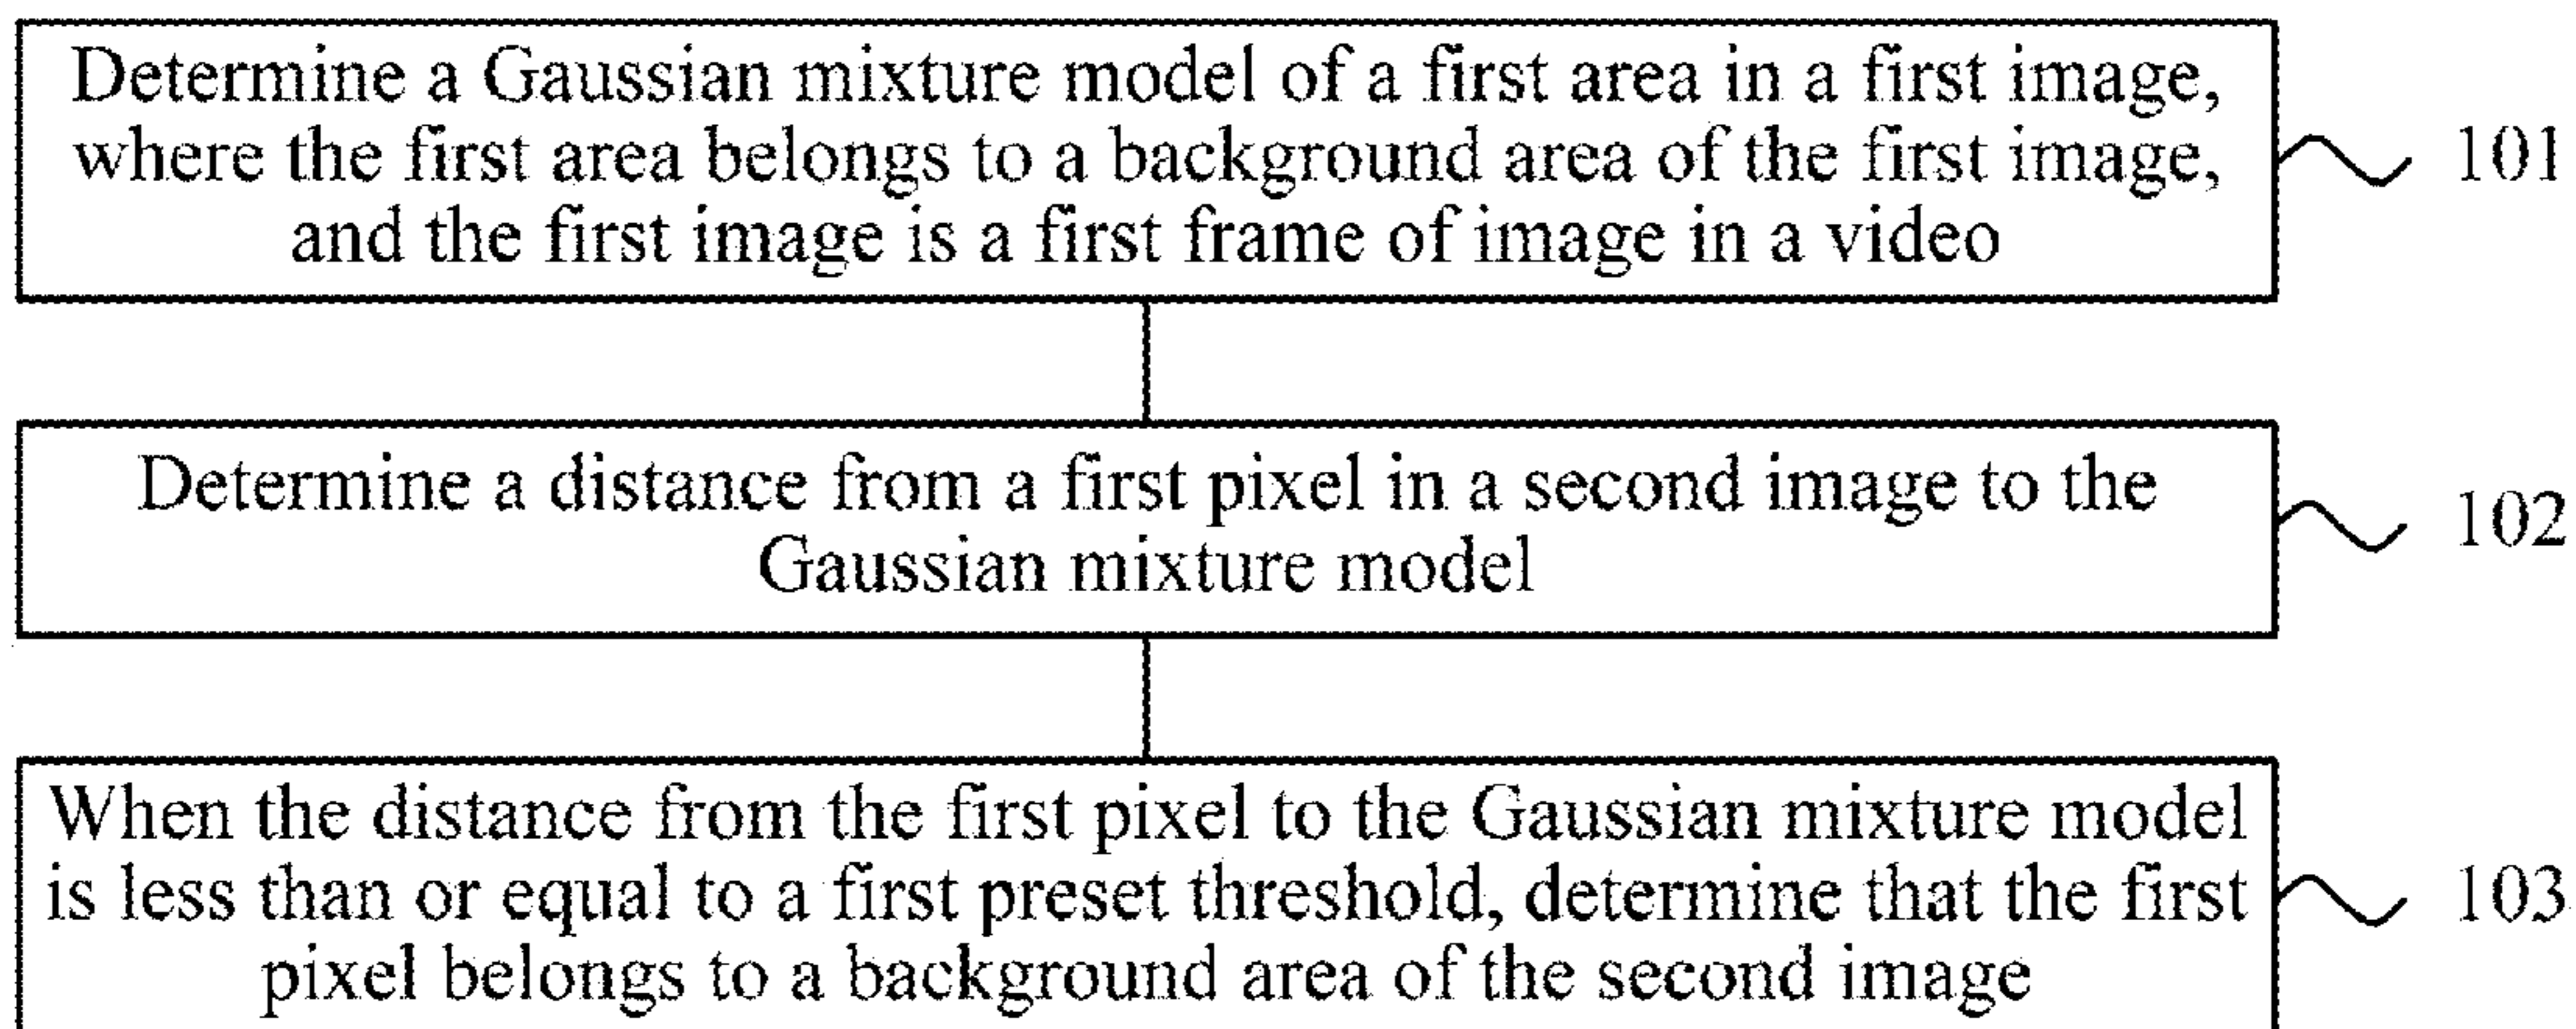 Determine a Gaussian mixture model of a first area in a first image,
where the first area belongs to a background area of the first image,
and the first image is a first frame of image in a video
101
Determine a distance from a first pixel in a second image to the
Gaussian mixture model
102
When the distance from the first pixel to the Gaussian mixture model
is less than or equal to a first preset threshold, determine that the first
pixel belongs to a background area of the second image
103